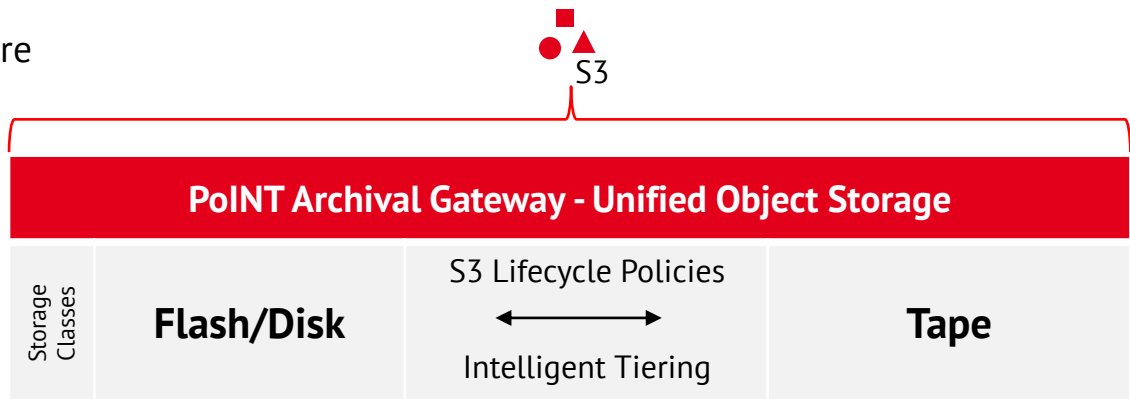 re
S3
PoINT Archival Gateway - Unified Object Storage
Storage
Classes
Flash/Disk
S3 Lifecycle Policies
Intelligent Tiering
Tape